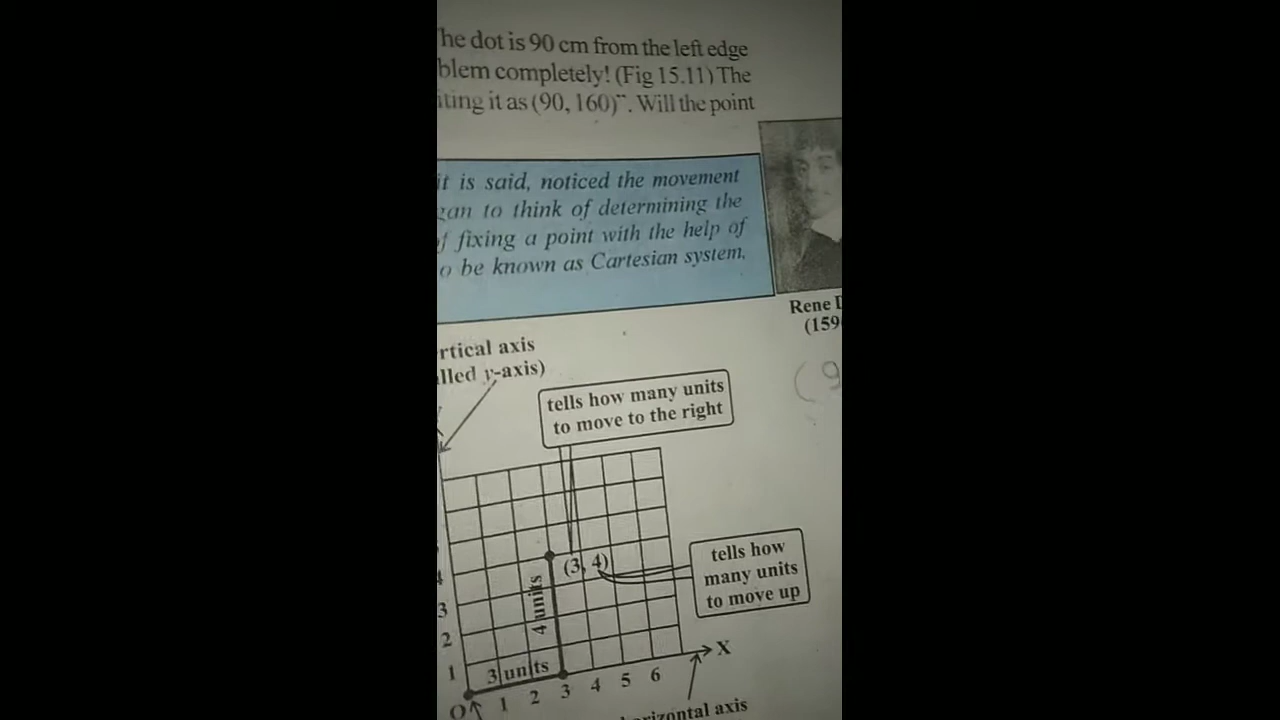 he dot is 90 cm from the left edge
blem completely! (Fig 15.11) The
iting it as (90, 160)”. Will the point
it is said, noticed the movement
gan to think of determining the
f fixing a point with the help of
o be known as Cartesian system.
Rene D
(159
(9
rtical axis
lled y-axis)
tells how many units
to move to the right
(3, 4)
tells how
many units
to move up
4 units
3 units
3
2
1
O 1 2 3 4 5 6
X
rizontal axis